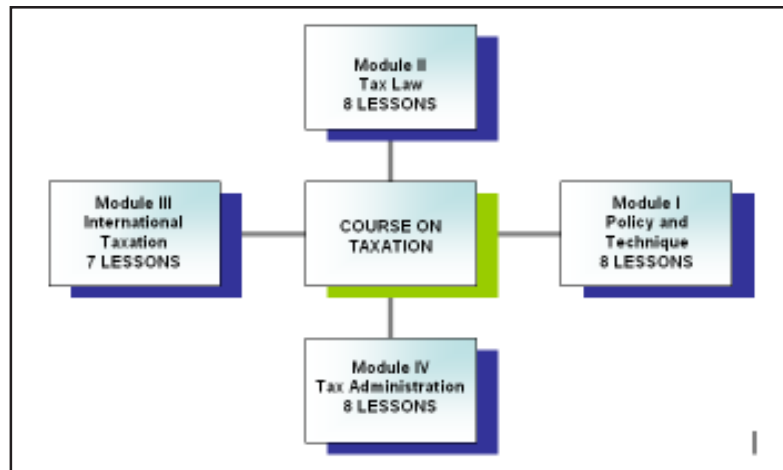 Module II
Tax Law
8 LESSONS
Module III
International
Taxation
7 LESSONS
COURSE ON
TAXATION
Module I
Policy and
Technique
8 LESSONS
Module IV
Tax Administration
8 LESSONS